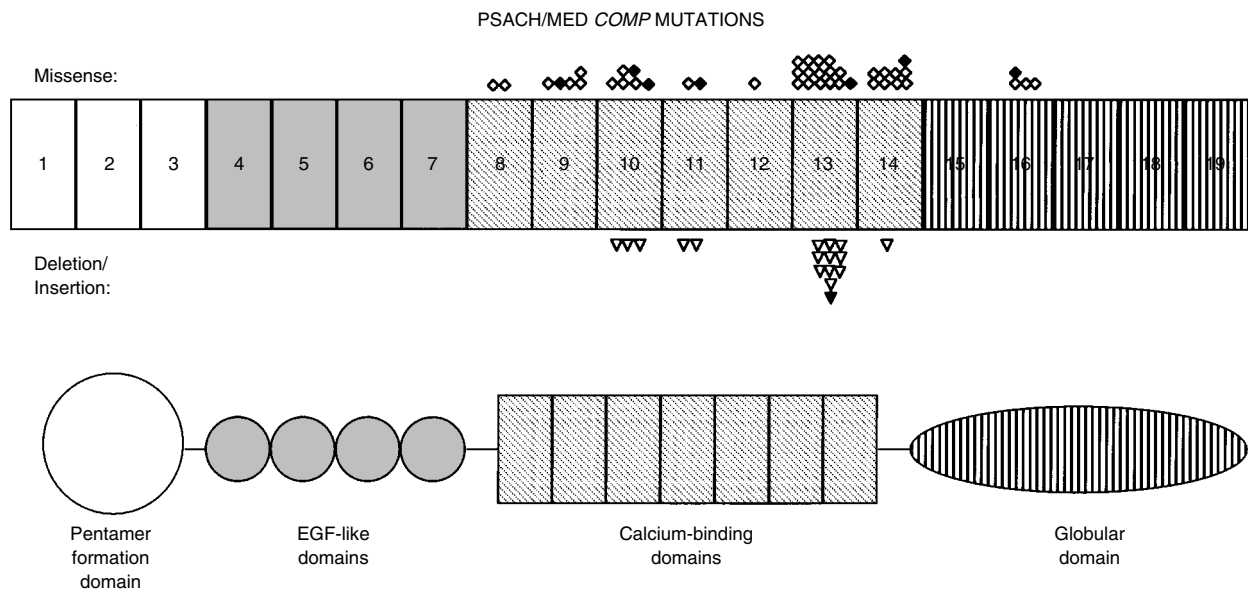 PSACH/MED COMP MUTATIONS
Missense:
1 2 3 4 5 6 7 8 9 10 11 12 13 14 15 16 17 18 19
Deletion/
Insertion:
Pentamer
formation
domain
EGF-like
domains
Calcium-binding
domains
Globular
domain